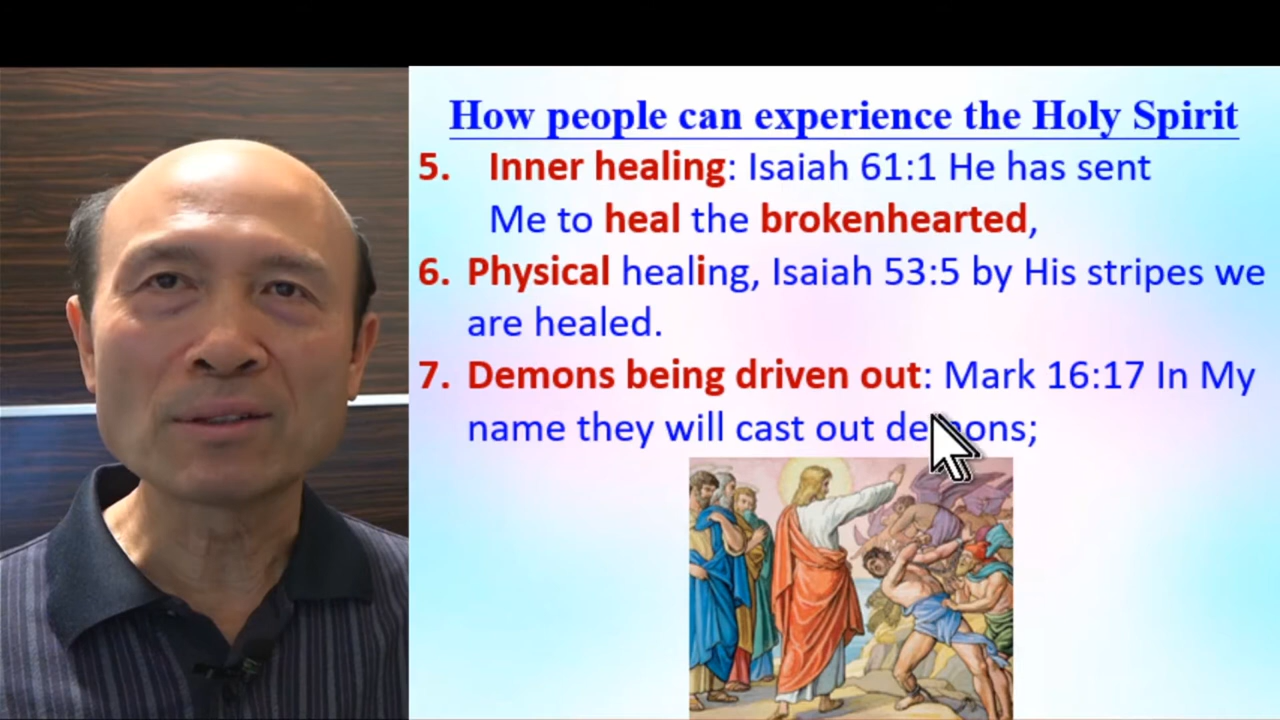 How people can experience the Holy Spirit
5. Inner healing: Isaiah 61:1 He has sent
Me to heal the brokenhearted,
6. Physical healing, Isaiah 53:5 by His stripes we
are healed.
7. Demons being driven out: Mark 16:17 In My
name they will cast out demons;